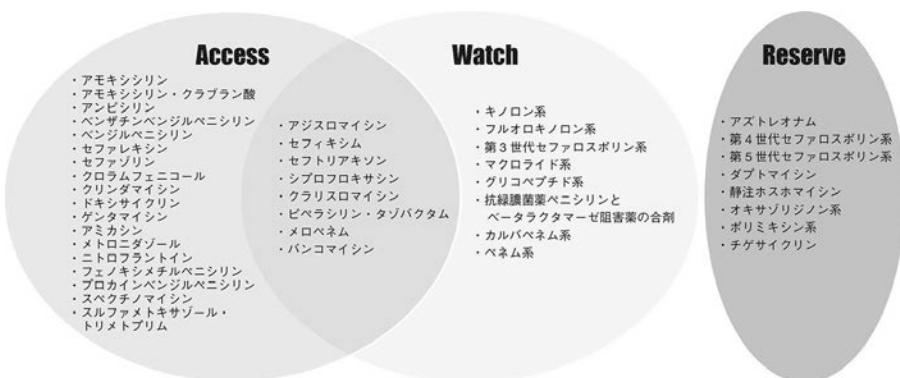 Access
・アモキシシリン
・アモキシシリン・クラブラン酸
・アンピシリン
・ベンザチンベンジルペニシリン
・ベンジルペニシリン
・セファレキシン
・セファゾリン
・クロラムフェニコール
・クリンダマイシン
・ドキシサイクリン
・ゲンタマイシン
・アミカシン
・メトロニダゾール
・ニトロフラントイン
・フェノキシメチルペニシリン
・プロカインベンジルペニシリン
・スペクチノマイシン
・スルファメトキサゾール・
トリメトプリム
・アジスロマイシン
・セフィキシム
・セフトリアキソン
・シプロフロキサシン
・クラリスロマイシン
・ピペラシリン・タゾバクタム
・メロペネム
・バンコマイシン
Watch
・キノロン系
・フルオロキノロン系
・第3世代セファロスポリン系
・マクロライド系
・グリコペプチド系
・抗緑膿菌薬ペニシリンと
ベータラクタマーゼ阻害薬の合剤
・カルバペネム系
・ペネム系
Reserve
・アズトレオナム
・第4世代セファロスポリン系
・第5世代セファロスポリン系
・ダプトマイシン
・静注ホスホマイシン
・オキサゾリジノン系
・ポリミキシン系
・チゲサイクリン